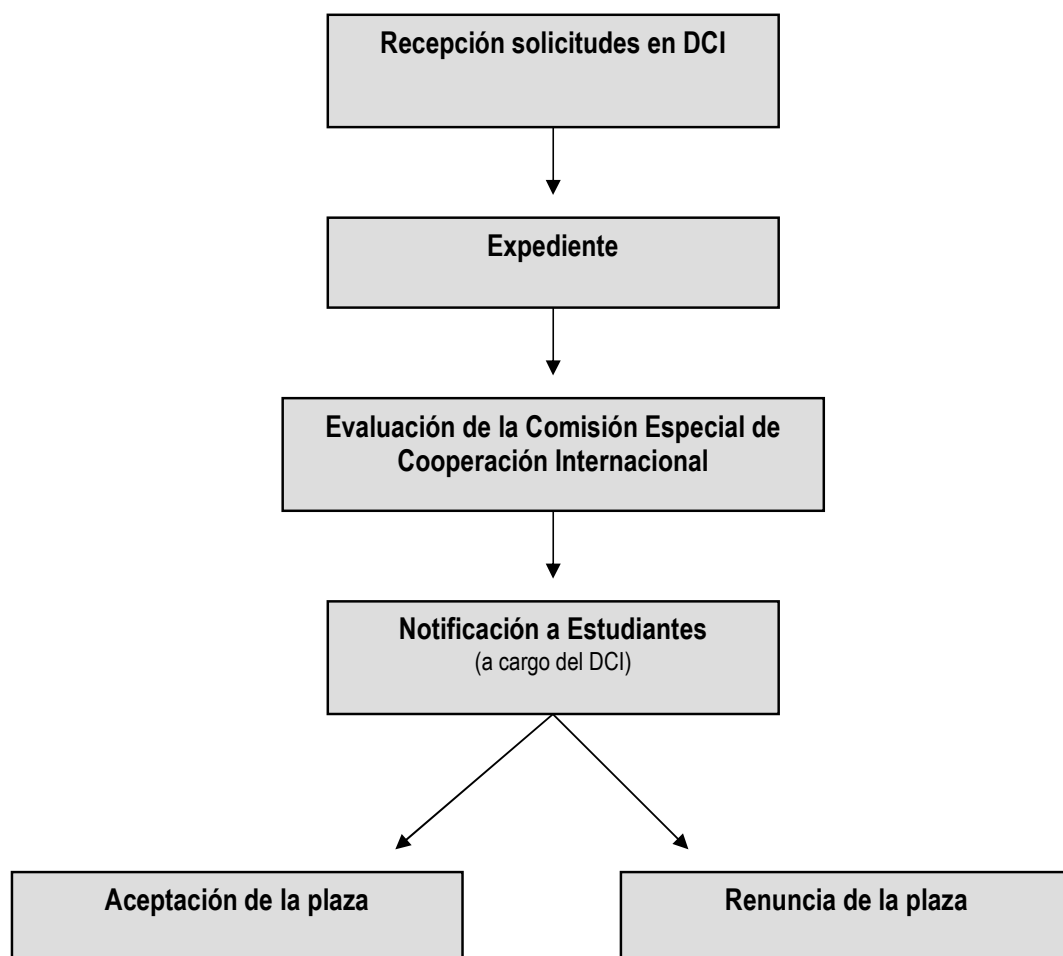 Recepción solicitudes en DCI
Expediente
Evaluación de la Comisión Especial de
Cooperación Internacional
Notificación a Estudiantes
(a cargo del DCI)
Aceptación de la plaza
Renuncia de la plaza